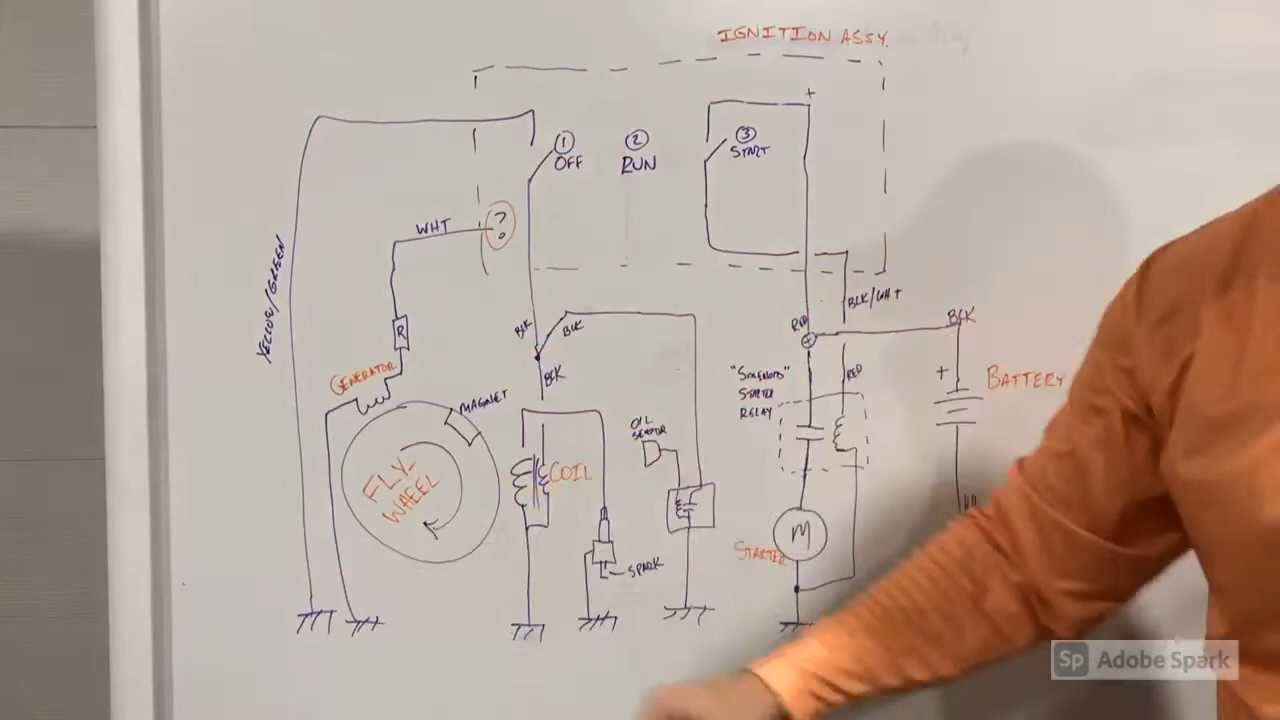 IGNITION ASSY.
+
① OFF
② RUN
③ START
WHT
?
YELLOW/GREEN
BLK/WHT
BLK
BLK
RED
BLK
BLK
R
GENERATOR
MAGNET
"SOLENOID"
STARTER
RELAY
RED
+
BATTERY
OIL
SENSOR
FLY-
WHEEL
COIL
M
STARTER
SPARK
Sp Adobe Spark